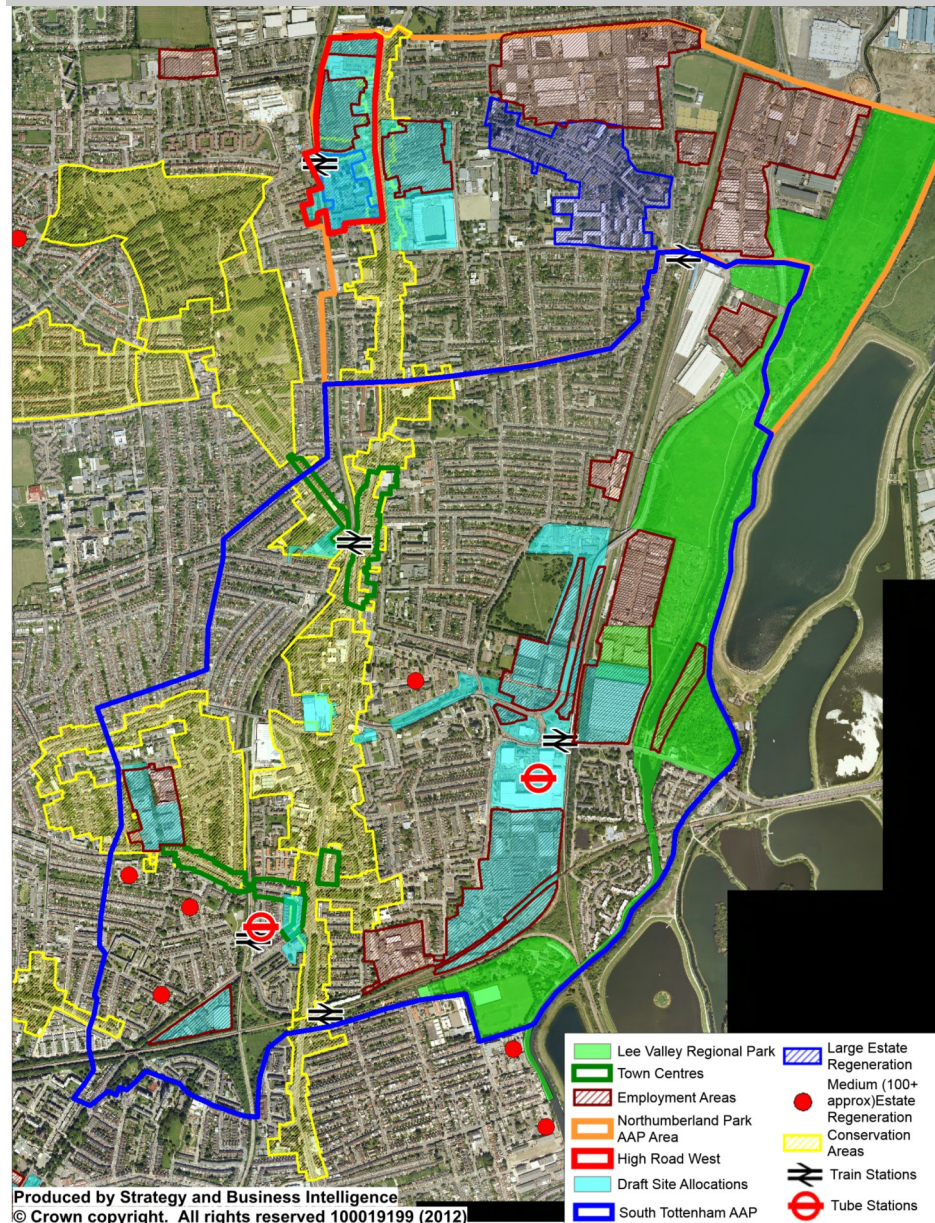 Lee Valley Regional Park
Town Centres
Employment Areas
Northumberland Park
AAP Area
High Road West
Draft Site Allocations
South Tottenham AAP
Large Estate
Regeneration
Medium (100+
approx)Estate
Regeneration
Conservation
Areas
Train Stations
Tube Stations
Produced by Strategy and Business Intelligence
© Crown copyright. All rights reserved 100019199 (2012)